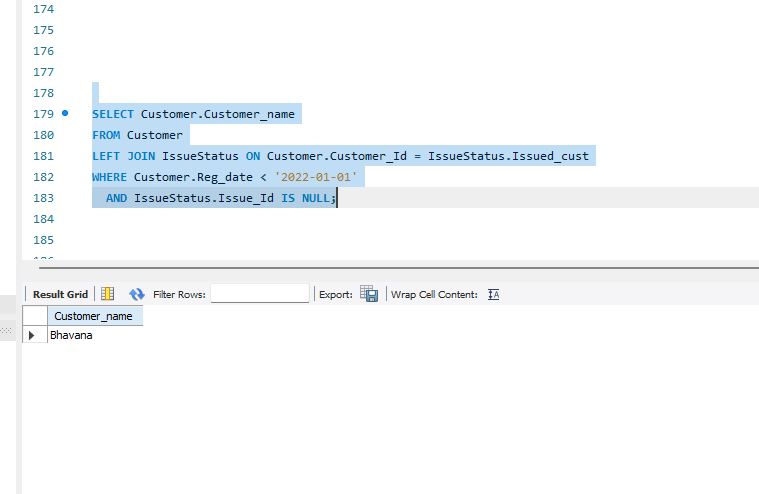 174
175
176
177
178
179 SELECT Customer.Customer_name
180 FROM Customer
181 LEFT JOIN IssueStatus ON Customer.Customer_Id = IssueStatus.Issued_cust
182 WHERE Customer.Reg_date < '2022-01-01'
183 AND IssueStatus.Issue_Id IS NULL;
184
185
Result Grid Filter Rows: Export: Wrap Cell Content: IA
Customer_name
Bhavana